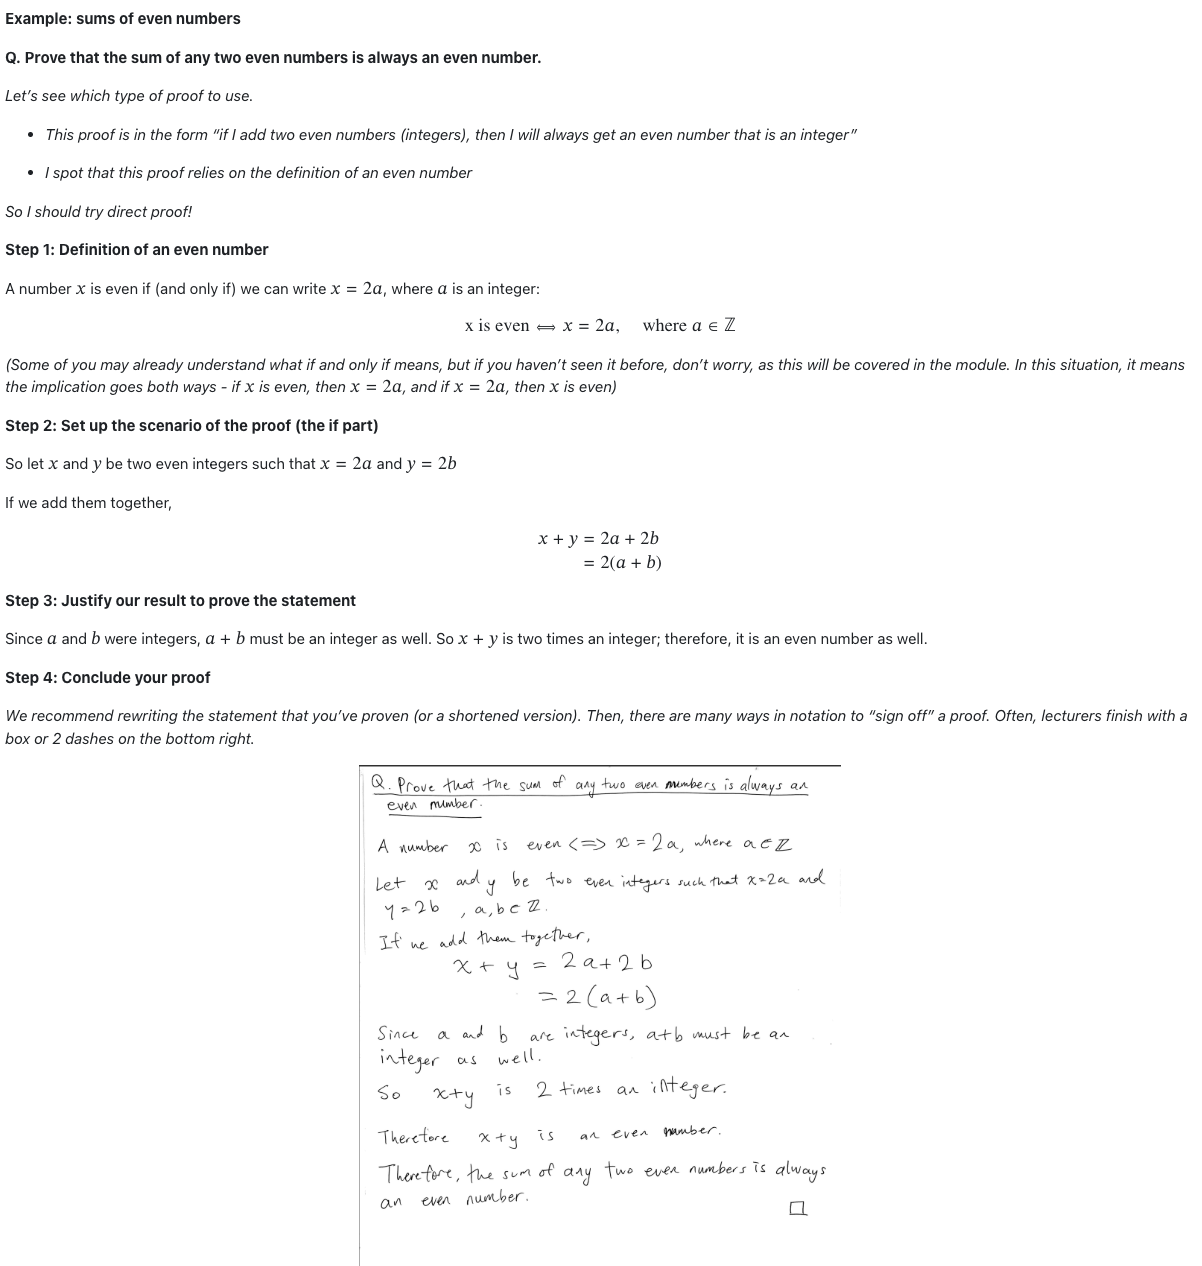 Example: sums of even numbers
Q. Prove that the sum of any two even numbers is always an even number.
Let’s see which type of proof to use.
• This proof is in the form “if I add two even numbers (integers), then I will always get an even number that is an integer”
• I spot that this proof relies on the definition of an even number
So I should try direct proof!
Step 1: Definition of an even number
A number x is even if (and only if) we can write x = 2a, where a is an integer:
x is even ⟺ x = 2a, where a ∈ ℤ
(Some of you may already understand what if and only if means, but if you haven’t seen it before, don’t worry, as this will be covered in the module. In this situation, it means
the implication goes both ways - if x is even, then x = 2a, and if x = 2a, then x is even)
Step 2: Set up the scenario of the proof (the if part)
So let x and y be two even integers such that x = 2a and y = 2b
If we add them together,
x + y = 2a + 2b
= 2(a + b)
Step 3: Justify our result to prove the statement
Since a and b were integers, a + b must be an integer as well. So x + y is two times an integer; therefore, it is an even number as well.
Step 4: Conclude your proof
We recommend rewriting the statement that you’ve proven (or a shortened version). Then, there are many ways in notation to “sign off” a proof. Often, lecturers finish with a
box or 2 dashes on the bottom right.
Q. Prove that the sum of any two even numbers is always an
even number.
A number x is even <=> x = 2a, where a ∈ ℤ
Let x and y be two even integers such that x=2a and
y=2b , a,b ∈ ℤ.
If we add them together,
x + y = 2a+2b
= 2(a+b)
Since a and b are integers, a+b must be an
integer as well.
So x+y is 2 times an integer.
Therefore x+y is an even number.
Therefore, the sum of any two even numbers is always
an even number.
□